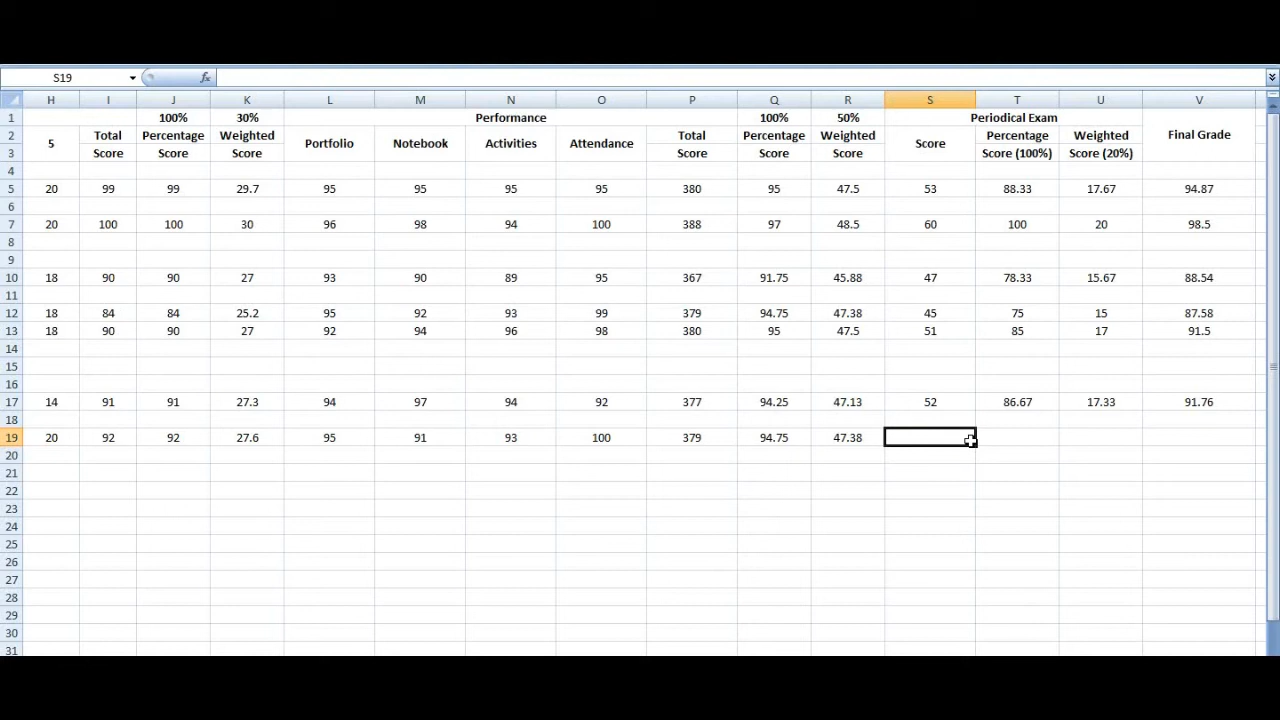 S19 fx
H I J K L M N O P Q R S T U V
1 100% 30% Performance 100% 50% Periodical Exam
2 5 Total Percentage Weighted Portfolio Notebook Activities Attendance Total Percentage Weighted Score Percentage Weighted Final Grade
3 Score Score Score Score Score Score Score (100%) Score (20%)
4
5 20 99 99 29.7 95 95 95 95 380 95 47.5 53 88.33 17.67 94.87
6
7 20 100 100 30 96 98 94 100 388 97 48.5 60 100 20 98.5
8
9
10 18 90 90 27 93 90 89 95 367 91.75 45.88 47 78.33 15.67 88.54
11
12 18 84 84 25.2 95 92 93 99 379 94.75 47.38 45 75 15 87.58
13 18 90 90 27 92 94 96 98 380 95 47.5 51 85 17 91.5
14
15
16
17 14 91 91 27.3 94 97 94 92 377 94.25 47.13 52 86.67 17.33 91.76
18
19 20 92 92 27.6 95 91 93 100 379 94.75 47.38
20
21
22
23
24
25
26
27
28
29
30
31